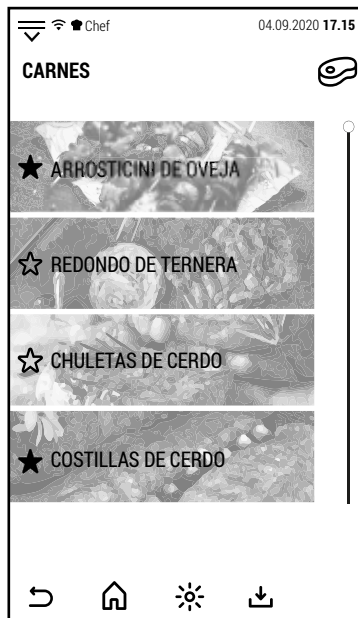 Chef 04.09.2020 17.15
CARNES
ARROSTICINI DE OVEJA
REDONDO DE TERNERA
CHULETAS DE CERDO
COSTILLAS DE CERDO